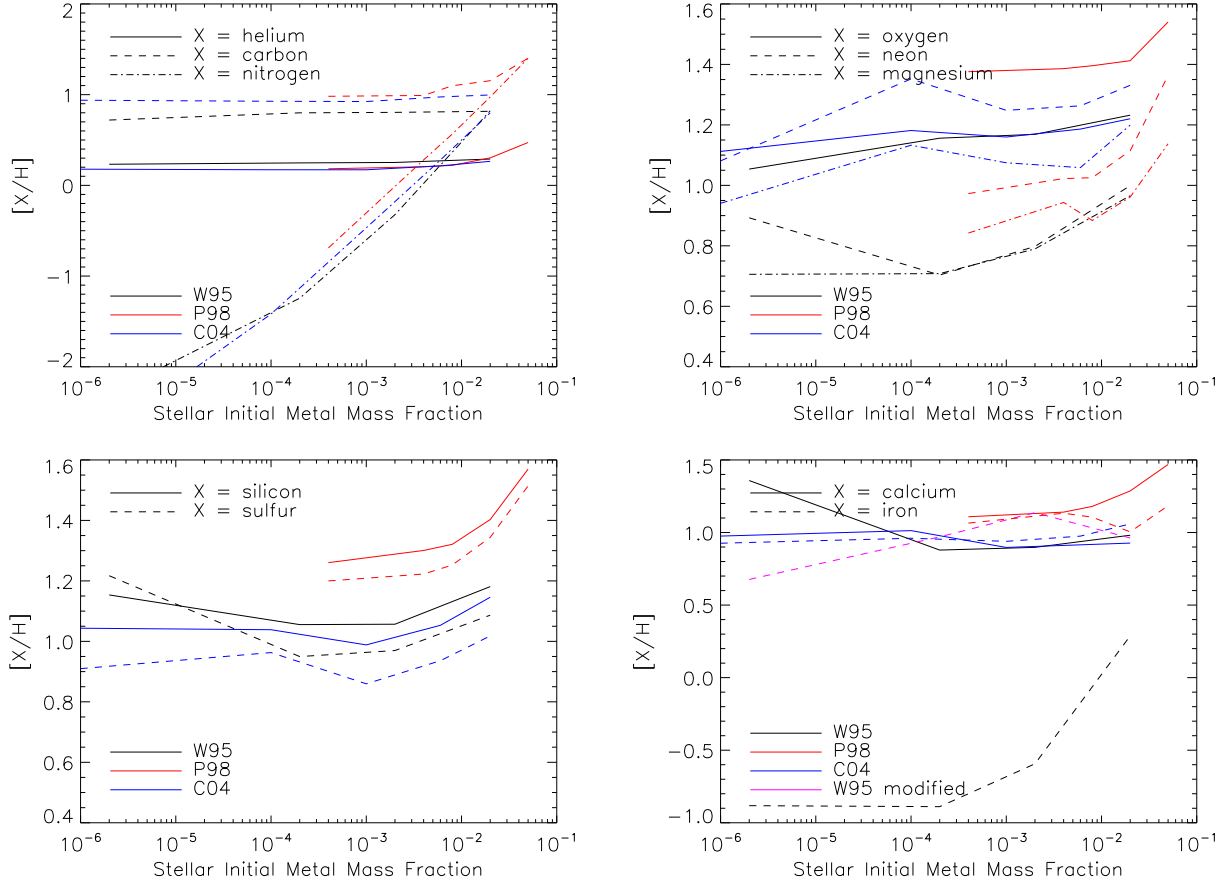 2
X = helium
X = carbon
X = nitrogen
1
0
[X/H]
−1
W95
P98
C04
−2
10⁻⁶ 10⁻⁵ 10⁻⁴ 10⁻³ 10⁻² 10⁻¹
Stellar Initial Metal Mass Fraction
1.6
X = oxygen
X = neon
X = magnesium
1.4
1.2
1.0
[X/H]
0.8
W95
P98
C04
0.6
0.4
10⁻⁶ 10⁻⁵ 10⁻⁴ 10⁻³ 10⁻² 10⁻¹
Stellar Initial Metal Mass Fraction
1.6
X = silicon
X = sulfur
1.4
1.2
1.0
[X/H]
0.8
W95
P98
C04
0.6
0.4
10⁻⁶ 10⁻⁵ 10⁻⁴ 10⁻³ 10⁻² 10⁻¹
Stellar Initial Metal Mass Fraction
1.5
X = calcium
X = iron
1.0
0.5
[X/H]
0.0
−0.5
W95
P98
C04
W95 modified
−1.0
10⁻⁶ 10⁻⁵ 10⁻⁴ 10⁻³ 10⁻² 10⁻¹
Stellar Initial Metal Mass Fraction